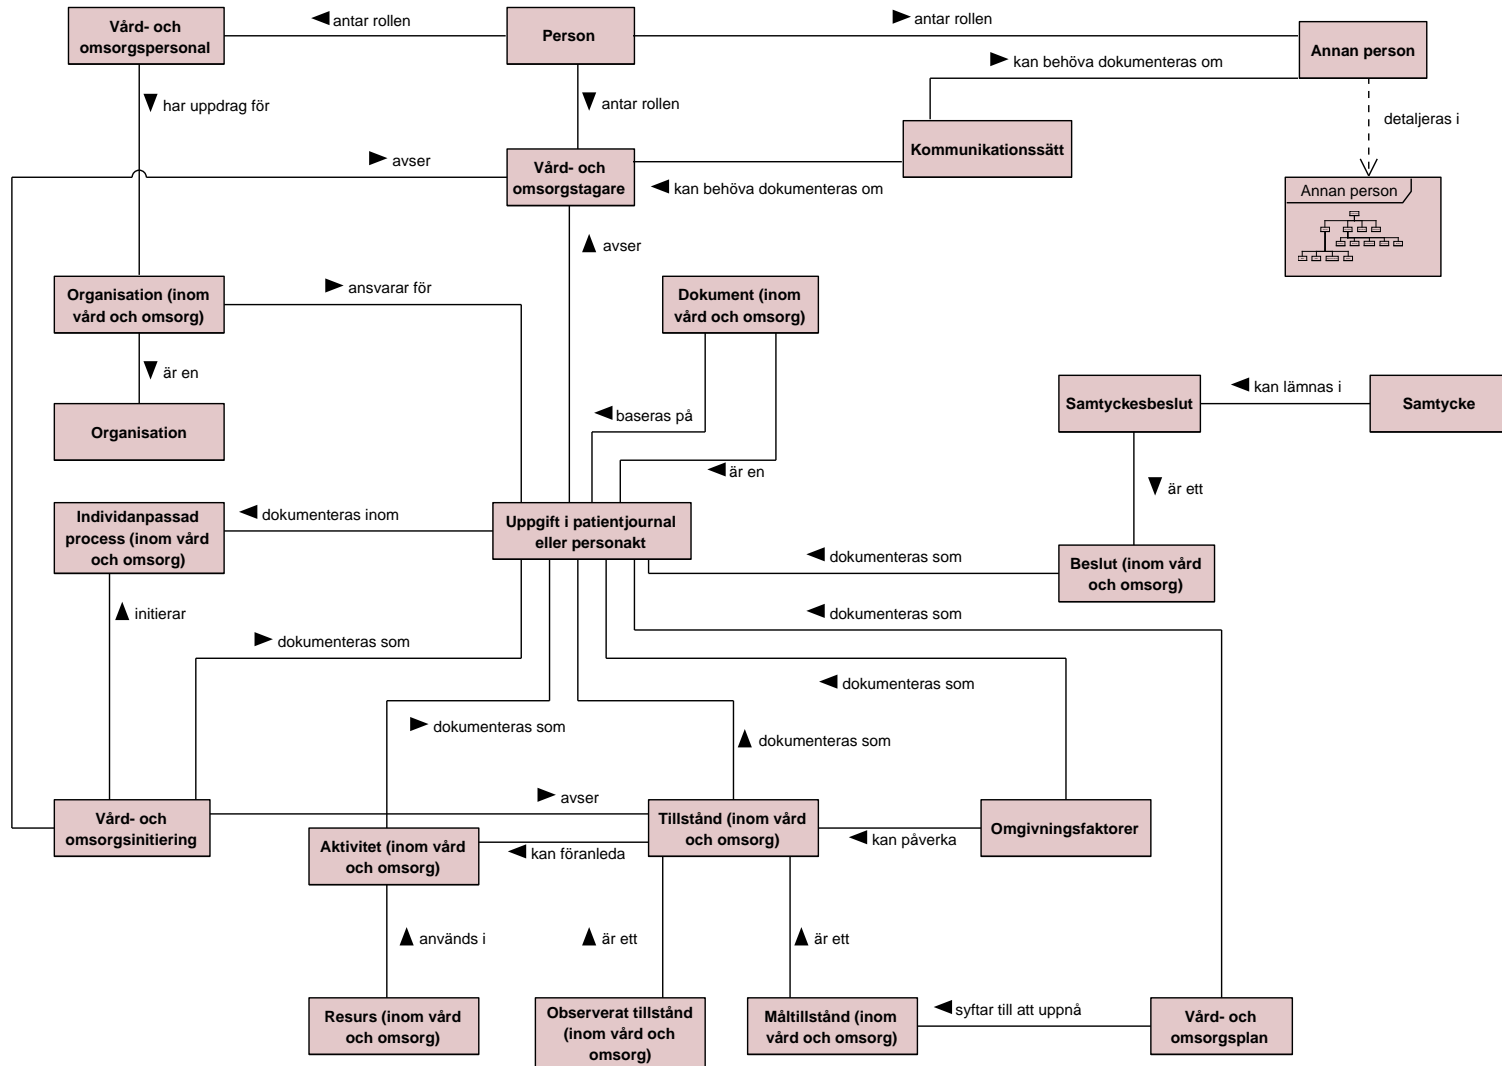 Vård- och
omsorgspersonal
antar rollen
Person
antar rollen
Annan person
kan behöva dokumenteras om
har uppdrag för
antar rollen
detaljeras i
Kommunikationssätt
avser
Vård- och
omsorgstagare
kan behöva dokumenteras om
Annan person
avser
Organisation (inom
vård och omsorg)
ansvarar för
Dokument (inom
vård och omsorg)
är en
Samtyckesbeslut
kan lämnas i
Samtycke
baseras på
Organisation
är en
är ett
Individanpassad
process (inom vård
och omsorg)
dokumenteras inom
Uppgift i patientjournal
eller personakt
dokumenteras som
Beslut (inom vård
och omsorg)
initierar
dokumenteras som
dokumenteras som
dokumenteras som
dokumenteras som
dokumenteras som
Vård- och
omsorgsinitiering
avser
Aktivitet (inom vård
och omsorg)
kan föranleda
Tillstånd (inom vård
och omsorg)
kan påverka
Omgivningsfaktorer
används i
är ett
är ett
Resurs (inom vård
och omsorg)
Observerat tillstånd
(inom vård och
omsorg)
Måltillstånd (inom
vård och omsorg)
syftar till att uppnå
Vård- och
omsorgsplan